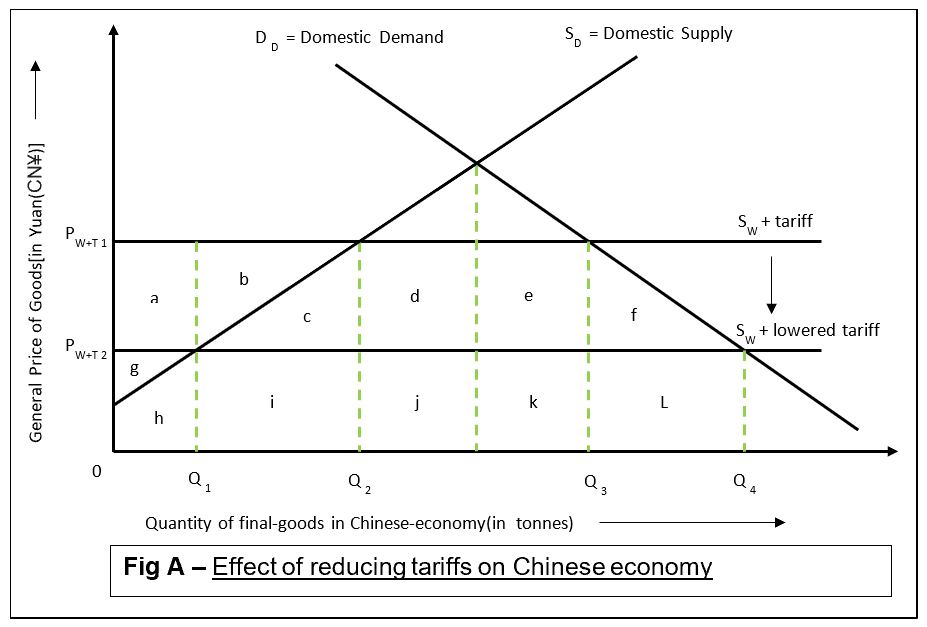 D D = Domestic Demand
S D = Domestic Supply
General Price of Goods[in Yuan(CN¥)]
P W+T 1
S W + tariff
a
b
c
d
e
f
S W + lowered tariff
P W+T 2
g
h
i
j
k
L
0
Q 1
Q 2
Q 3
Q 4
Quantity of final-goods in Chinese-economy(in tonnes)
Fig A – Effect of reducing tariffs on Chinese economy